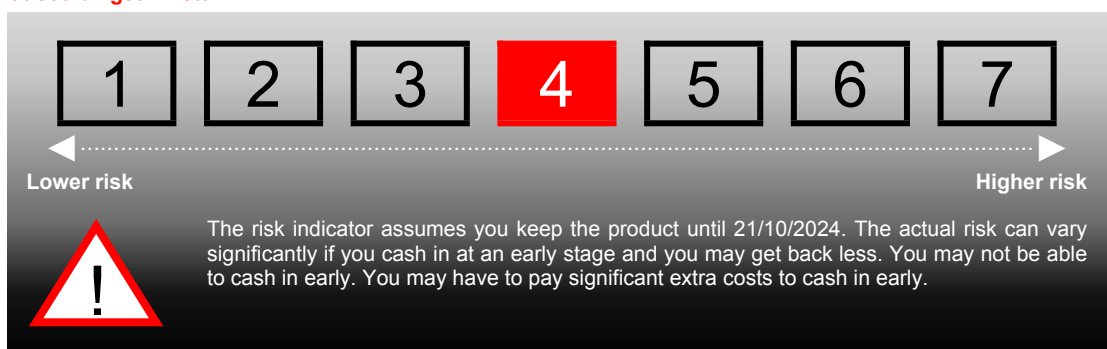 1 2 3 4 5 6 7
Lower risk Higher risk
The risk indicator assumes you keep the product until 21/10/2024. The actual risk can vary
significantly if you cash in at an early stage and you may get back less. You may not be able
to cash in early. You may have to pay significant extra costs to cash in early.
!